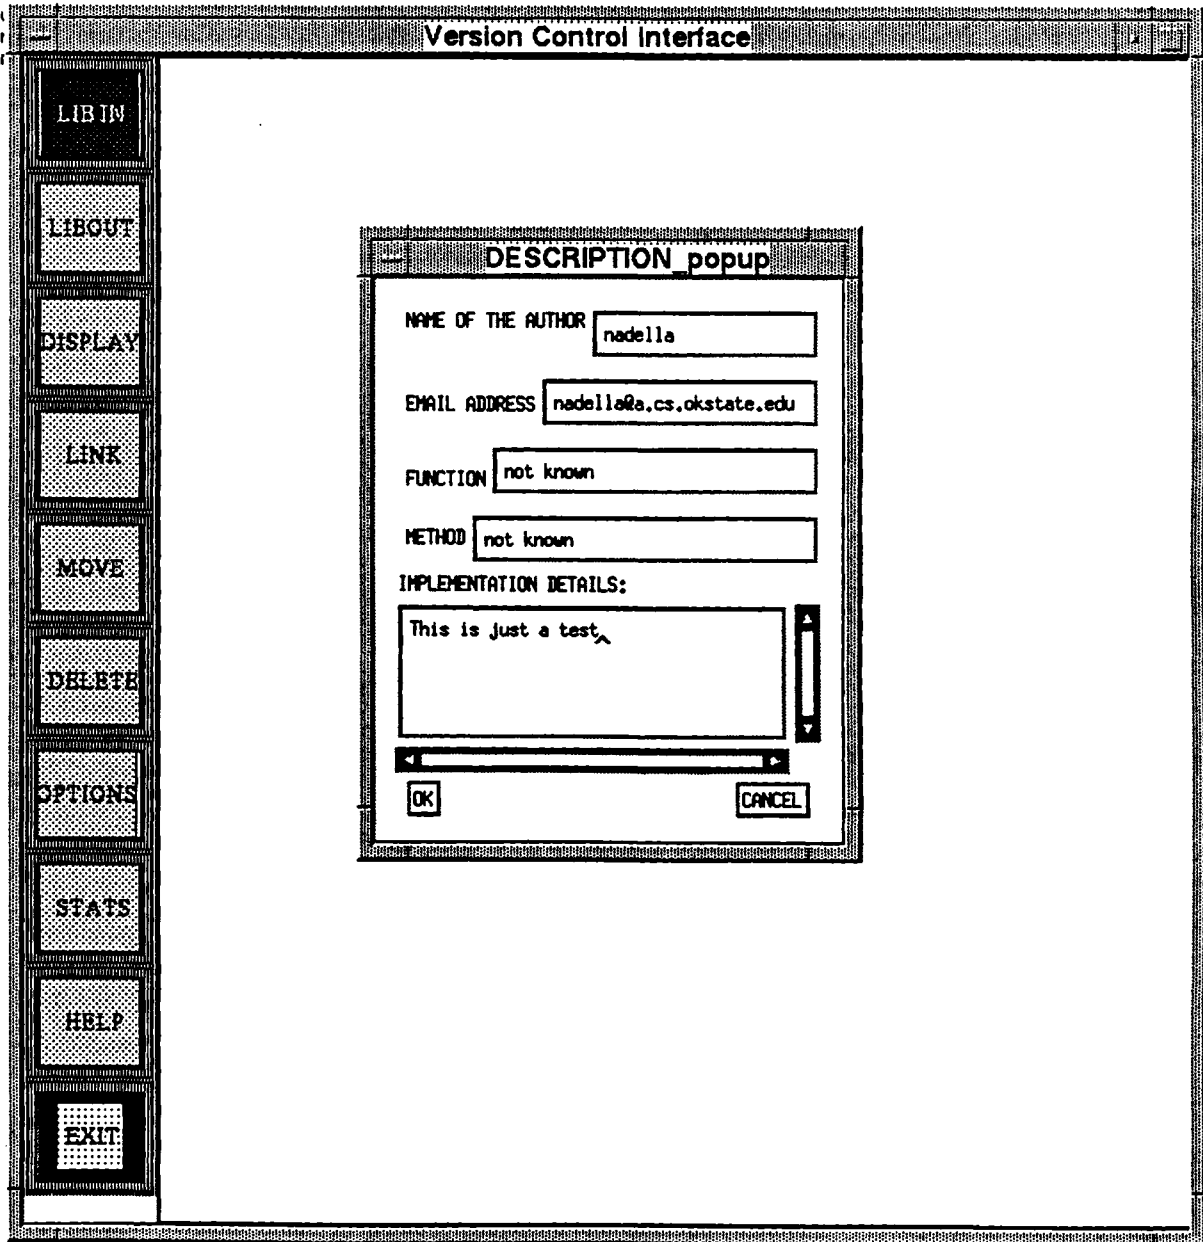 Version Control Interface
LIB IN
LIBOUT
DISPLAY
LINK
MOVE
DELETE
OPTIONS
STATS
HELP
EXIT
DESCRIPTION_popup
NAME OF THE AUTHOR nadella
EMAIL ADDRESS nadella@a.cs.okstate.edu
FUNCTION not known
METHOD not known
IMPLEMENTATION DETAILS:
This is just a test
OK CANCEL